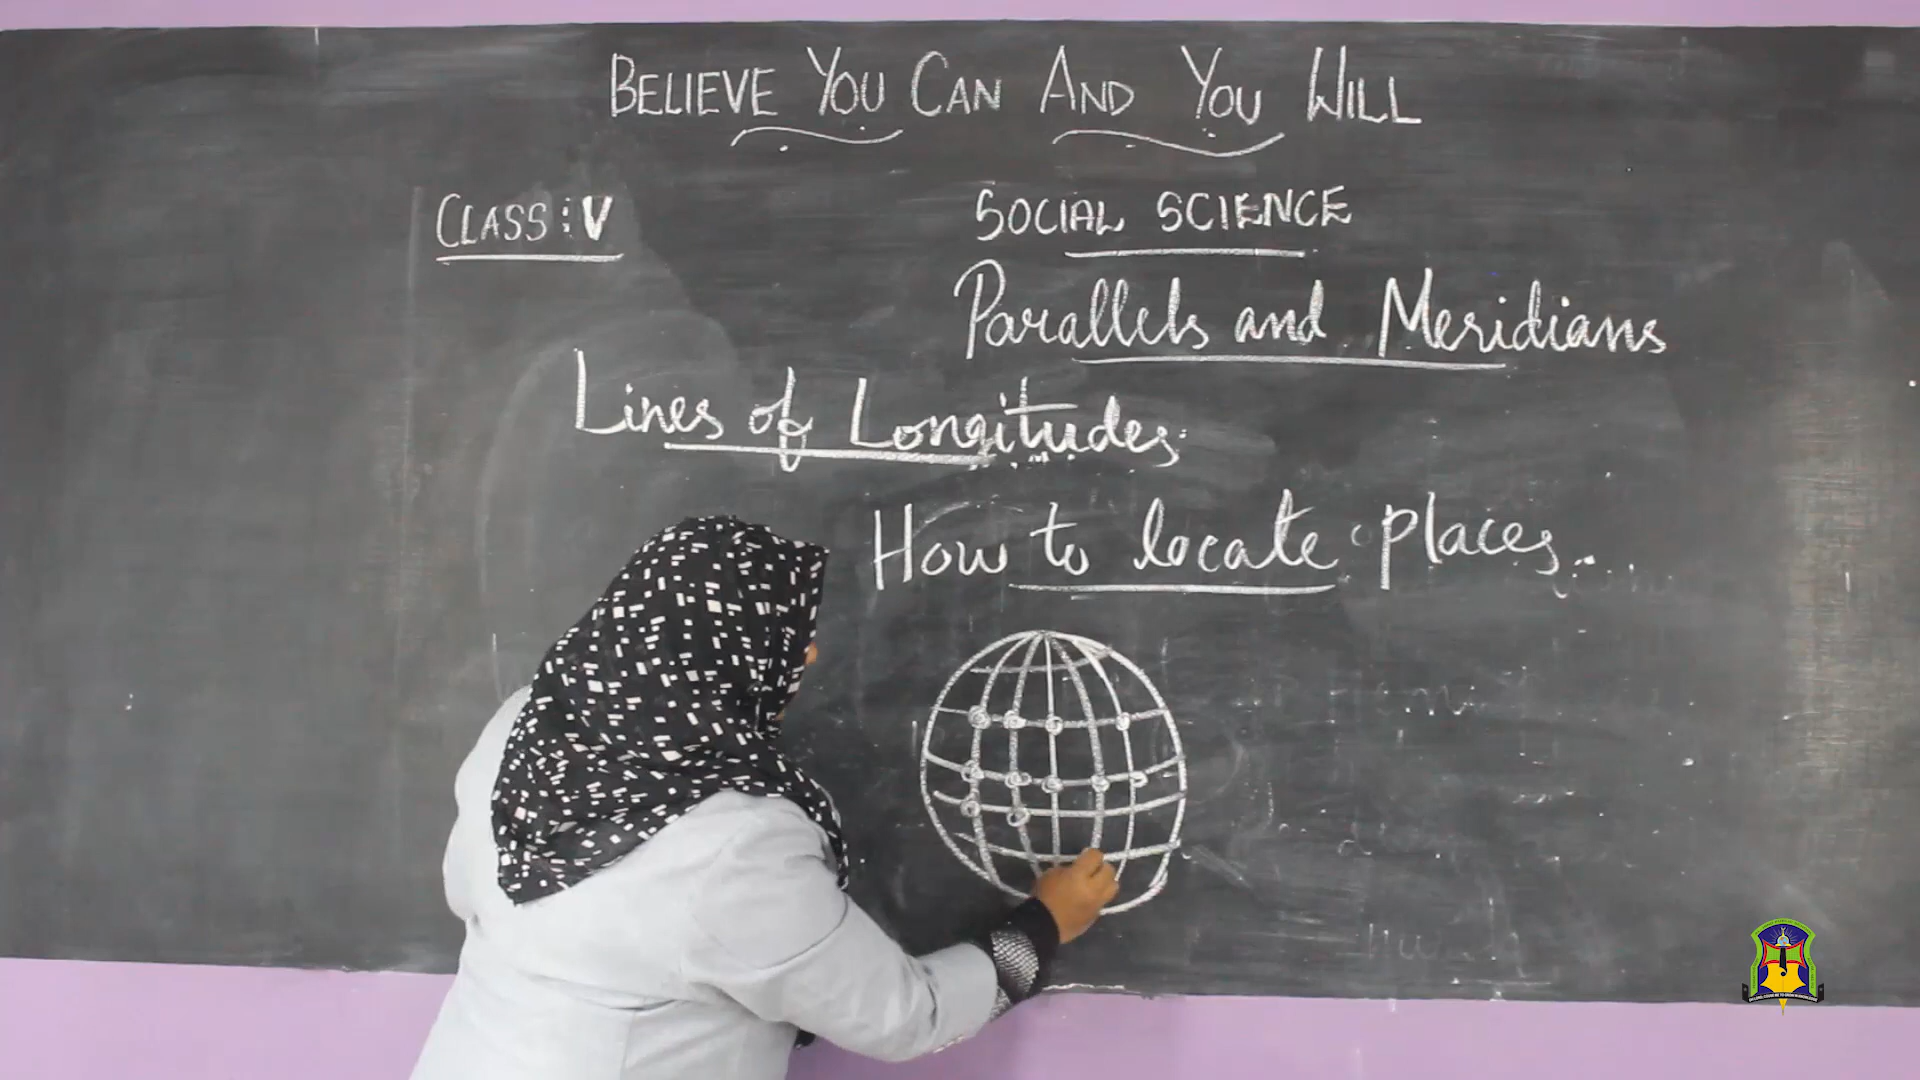 BELIEVE YOU CAN AND YOU WILL
CLASS : V
SOCIAL SCIENCE
Parallels and Meridians
Lines of Longitudes.
How to locate places...